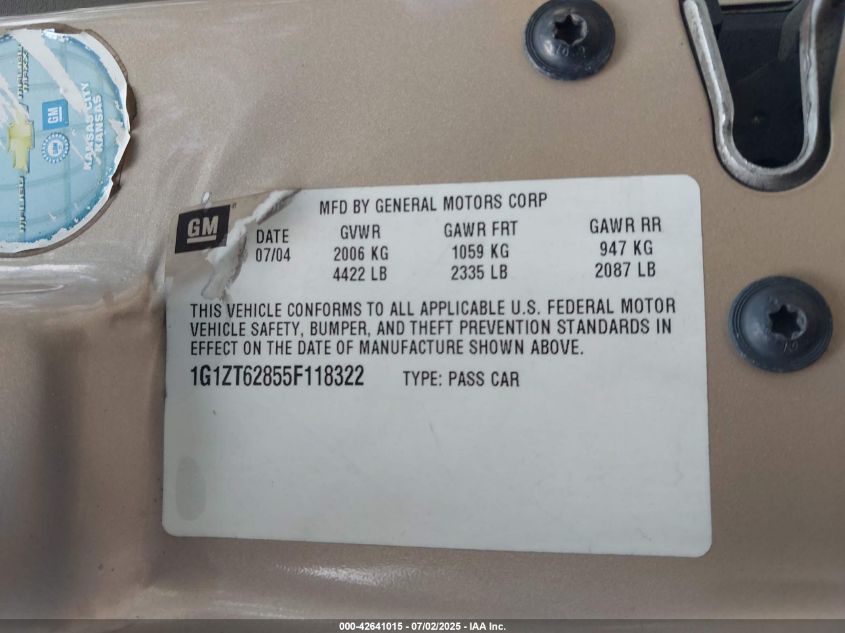 KANSAS CITY
KANSAS
GM
GM
MFD BY GENERAL MOTORS CORP
DATE GVWR GAWR FRT GAWR RR
07/04 2006 KG 1059 KG 947 KG
4422 LB 2335 LB 2087 LB
THIS VEHICLE CONFORMS TO ALL APPLICABLE U.S. FEDERAL MOTOR
VEHICLE SAFETY, BUMPER, AND THEFT PREVENTION STANDARDS IN
EFFECT ON THE DATE OF MANUFACTURE SHOWN ABOVE.
1G1ZT62855F118322 TYPE: PASS CAR
000-42641015 - 07/02/2025 - IAA Inc.